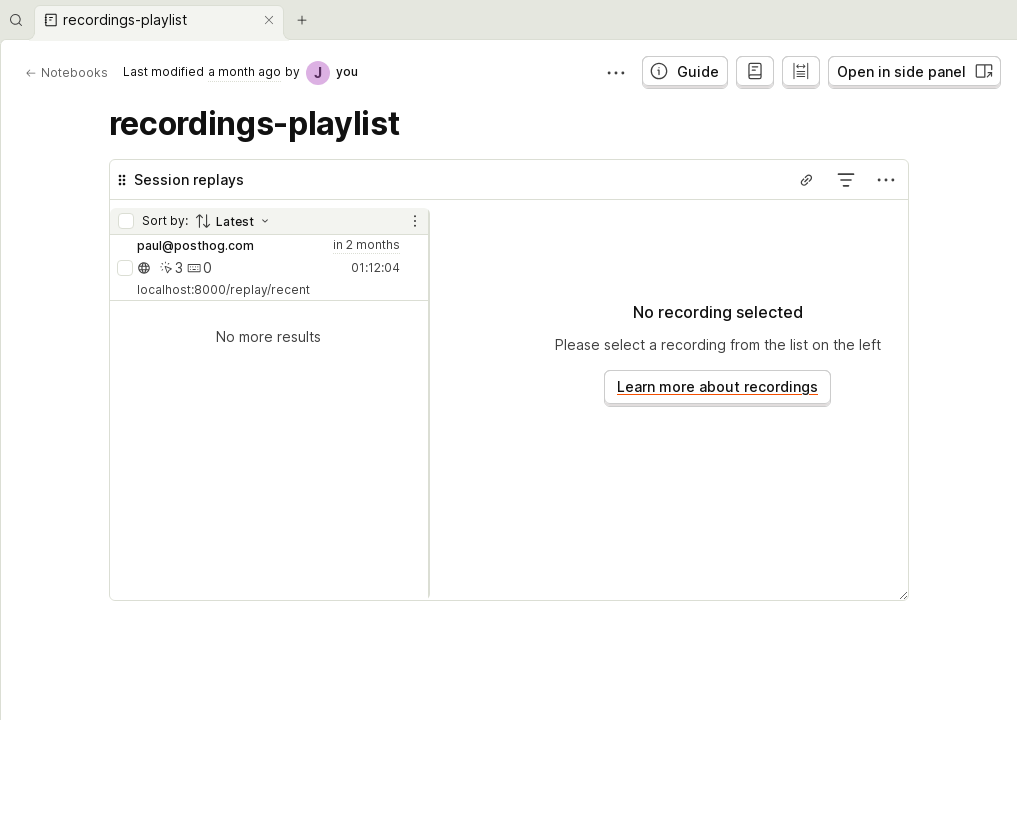 recordings-playlist
Notebooks
Last modified a month ago by J you
Guide
Open in side panel
recordings-playlist
Session replays
Sort by: Latest
paul@posthog.com in 2 months
3 0 01:12:04
localhost:8000/replay/recent
No more results
No recording selected
Please select a recording from the list on the left
Learn more about recordings